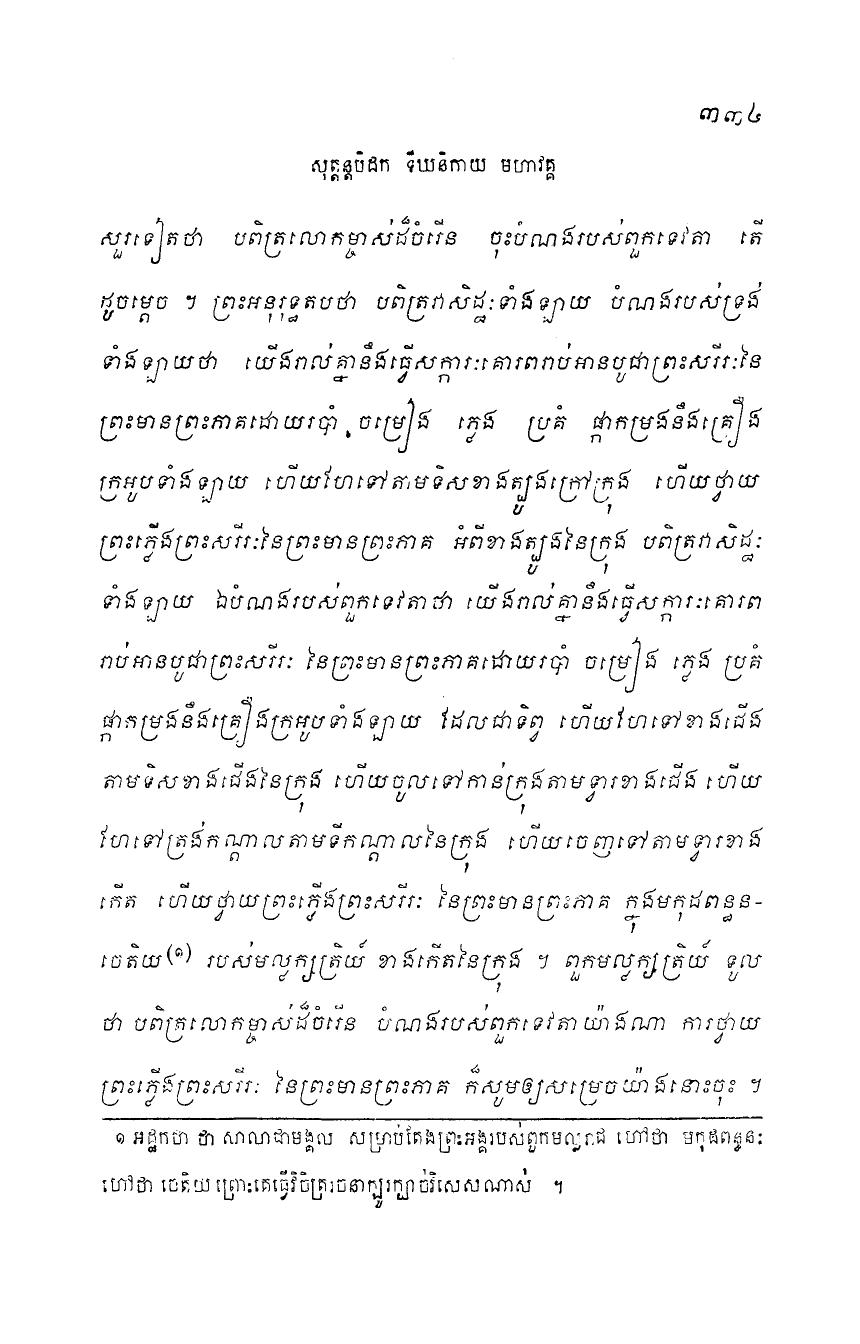 ៣៣៤
សុត្តន្តបិដក ទីឃនិកាយ មហាវគ្គ
សួរទៀតថា បពិត្រលោកម្ចាស់ដ៏ចំរើន ចុះបំណងរបស់ពួកទេវតា តើ
ដូចម្តេច ។ ព្រះអនុរុទ្ធតបថា បពិត្រវាសិដ្ឋៈទាំងឡាយ បំណងរបស់ទ្រង់
ទាំងឡាយថា យើងរាល់គ្នានឹងធ្វើសក្ការៈគោរពរាប់អានបូជាព្រះសរីរៈនៃ
ព្រះមានព្រះភាគដោយរបាំ ចម្រៀង ភ្លេង ប្រគំ ផ្កាកម្រងនឹងគ្រឿង
ក្រអូបទាំងឡាយ ហើយហែទៅតាមទិសខាងត្បូងក្រៅក្រុង ហើយថ្វាយ
ព្រះភ្លើងព្រះសរីរៈនៃព្រះមានព្រះភាគ អំពីខាងត្បូងនៃក្រុង បពិត្រវាសិដ្ឋៈ
ទាំងឡាយ ឯបំណងរបស់ពួកទេវតាថា យើងរាល់គ្នានឹងធ្វើសក្ការៈគោរព
រាប់អានបូជាព្រះសរីរៈ នៃព្រះមានព្រះភាគដោយរបាំ ចម្រៀង ភ្លេង ប្រគំ
ផ្កាកម្រងនឹងគ្រឿងក្រអូបទាំងឡាយ ដែលជាទិព្វ ហើយហែទៅខាងជើង
តាមទិសខាងជើងនៃក្រុង ហើយចូលទៅកាន់ក្រុងតាមទ្វារខាងជើង ហើយ
ហែទៅត្រង់កណ្តាលតាមទីកណ្តាលនៃក្រុង ហើយចេញទៅតាមទ្វារខាង
កើត ហើយថ្វាយព្រះភ្លើងព្រះសរីរៈ នៃព្រះមានព្រះភាគ ក្នុងមកុដពន្ធន-
ចេតិយ(១) របស់មល្លក្សត្រិយ៍ ខាងកើតនៃក្រុង ។ ពួកមល្លក្សត្រិយ៍ ទូល
ថា បពិត្រលោកម្ចាស់ដ៏ចំរើន បំណងរបស់ពួកទេវតាយ៉ាងណា ការថ្វាយ
ព្រះភ្លើងព្រះសរីរៈ នៃព្រះមានព្រះភាគ ក៏សូមឲ្យសម្រេចយ៉ាងនោះចុះ ។
១ អដ្ឋកថា ថា សាលាជាមង្គល សម្រាប់តែងព្រះអង្គរបស់ពួកមល្លរាជ ហៅថា មកុដពន្ធនៈ
ហៅថា ចេតិយ ព្រោះគេធ្វើវិចិត្ររចនាក្បូរក្បាច់វិសេសណាស់ ។